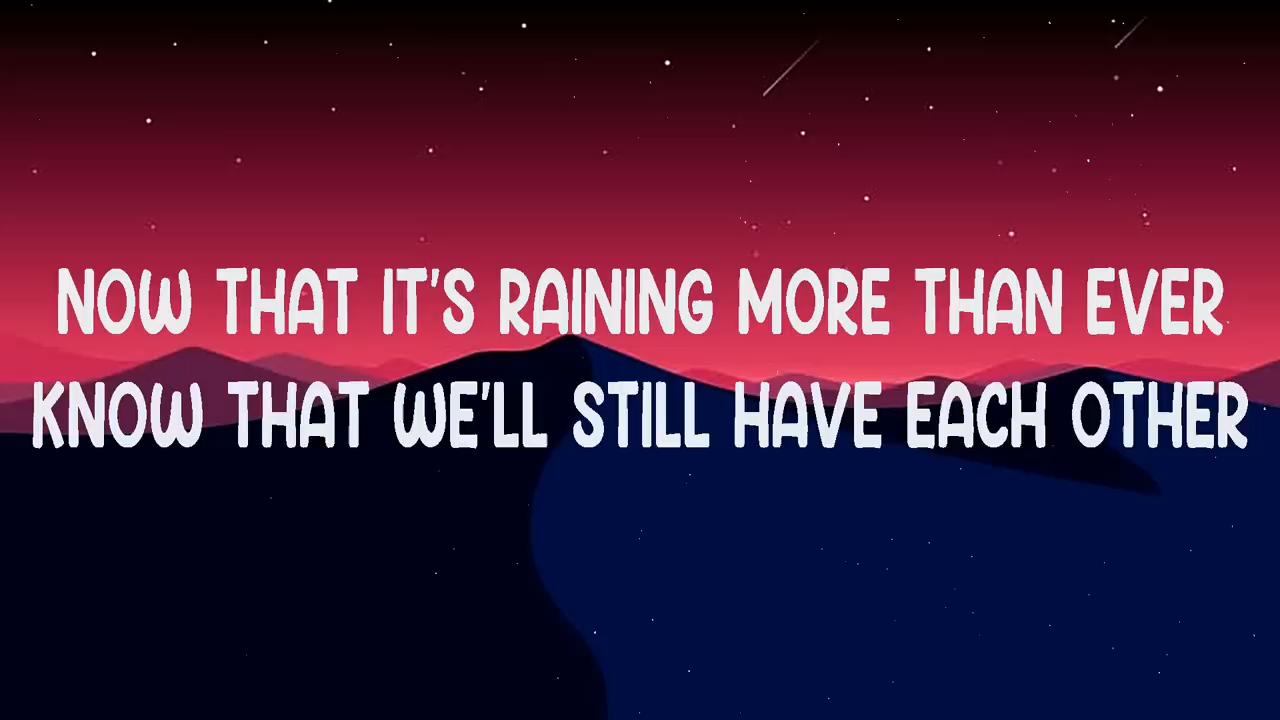 NOW THAT IT'S RAINING MORE THAN EVER
KNOW THAT WE'LL STILL HAVE EACH OTHER